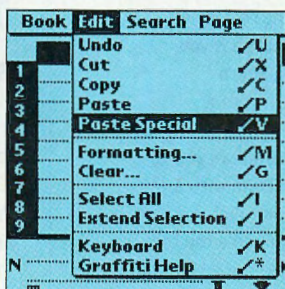 Book Edit Search Page
Undo ⁄U
1 Cut ⁄X
2 Copy ⁄C
3 Paste ⁄P
4 Paste Special ⁄V
5 Formatting... ⁄M
6 Clear... ⁄G
7
8 Select All ⁄I
9 Extend Selection ⁄J
Keyboard ⁄K
N Graffiti Help ⁄*